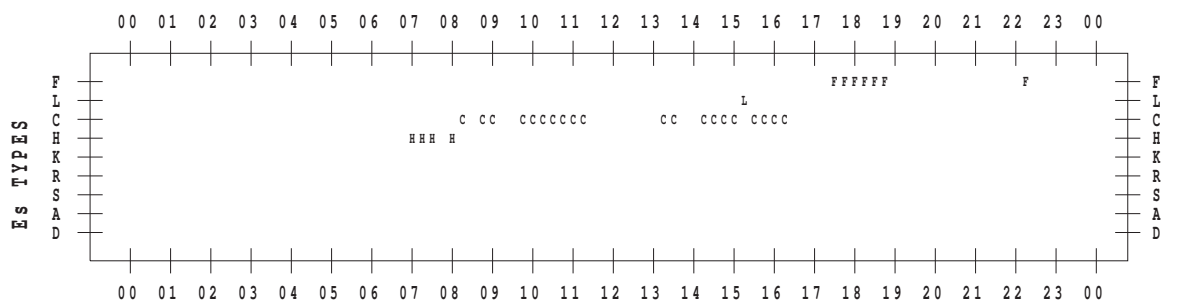 00 01 02 03 04 05 06 07 08 09 10 11 12 13 14 15 16 17 18 19 20 21 22 23 00
F FFFFFF F F
L L L
C C CC CCCCCCC CC CCCC CCCC C
H HHH H H
K K
R R
S S
A A
D D
Es TYPES
00 01 02 03 04 05 06 07 08 09 10 11 12 13 14 15 16 17 18 19 20 21 22 23 00